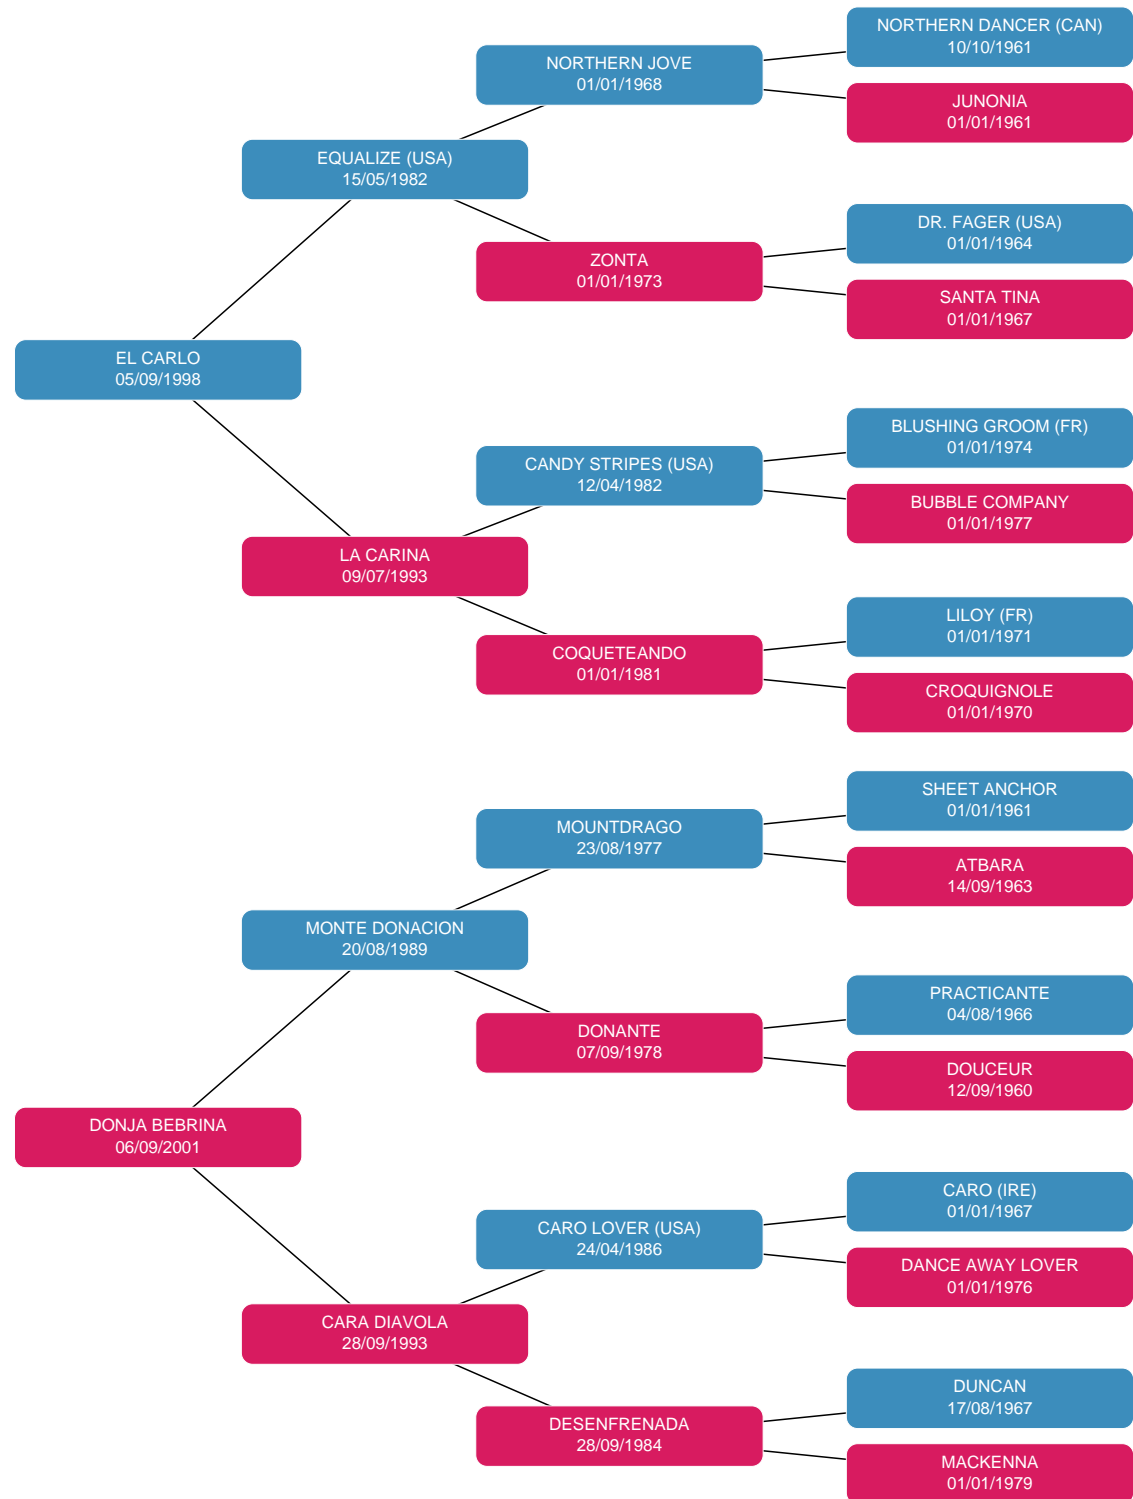 NORTHERN DANCER (CAN)
10/10/1961
NORTHERN JOVE
01/01/1968
JUNONIA
01/01/1961
EQUALIZE (USA)
15/05/1982
DR. FAGER (USA)
01/01/1964
ZONTA
01/01/1973
SANTA TINA
01/01/1967
EL CARLO
05/09/1998
BLUSHING GROOM (FR)
01/01/1974
CANDY STRIPES (USA)
12/04/1982
BUBBLE COMPANY
01/01/1977
LA CARINA
09/07/1993
LILOY (FR)
01/01/1971
COQUETEANDO
01/01/1981
CROQUIGNOLE
01/01/1970
SHEET ANCHOR
01/01/1961
MOUNTDRAGO
23/08/1977
ATBARA
14/09/1963
MONTE DONACION
20/08/1989
PRACTICANTE
04/08/1966
DONANTE
07/09/1978
DOUCEUR
12/09/1960
DONJA BEBRINA
06/09/2001
CARO (IRE)
01/01/1967
CARO LOVER (USA)
24/04/1986
DANCE AWAY LOVER
01/01/1976
CARA DIAVOLA
28/09/1993
DUNCAN
17/08/1967
DESENFRENADA
28/09/1984
MACKENNA
01/01/1979